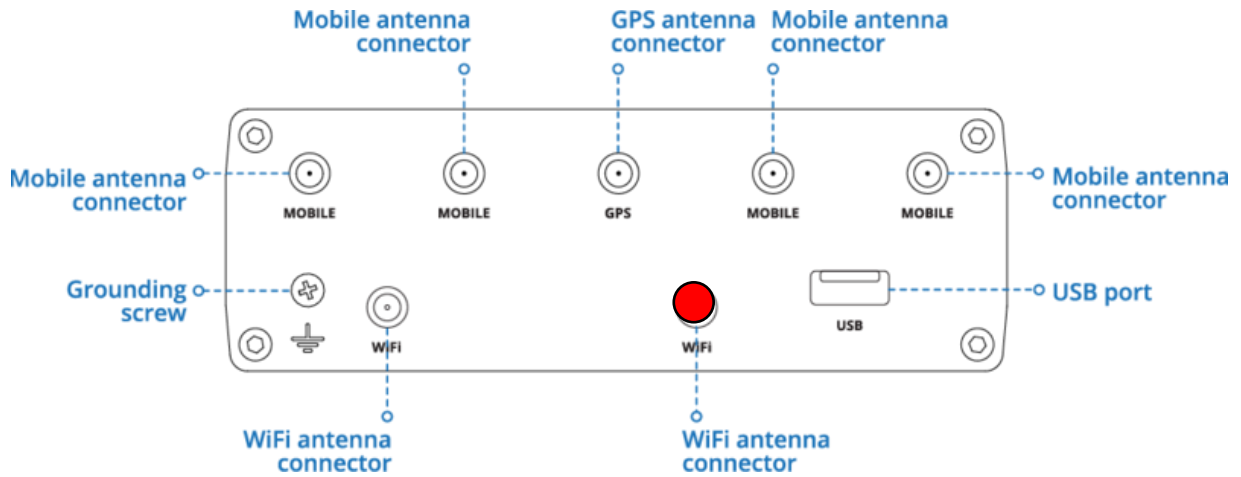 Mobile antenna
connector
GPS antenna
connector
Mobile antenna
connector
Mobile antenna
connector
Mobile antenna
connector
MOBILE
MOBILE
GPS
MOBILE
MOBILE
Grounding
screw
USB port
USB
WiFi
WiFi
WiFi antenna
connector
WiFi antenna
connector